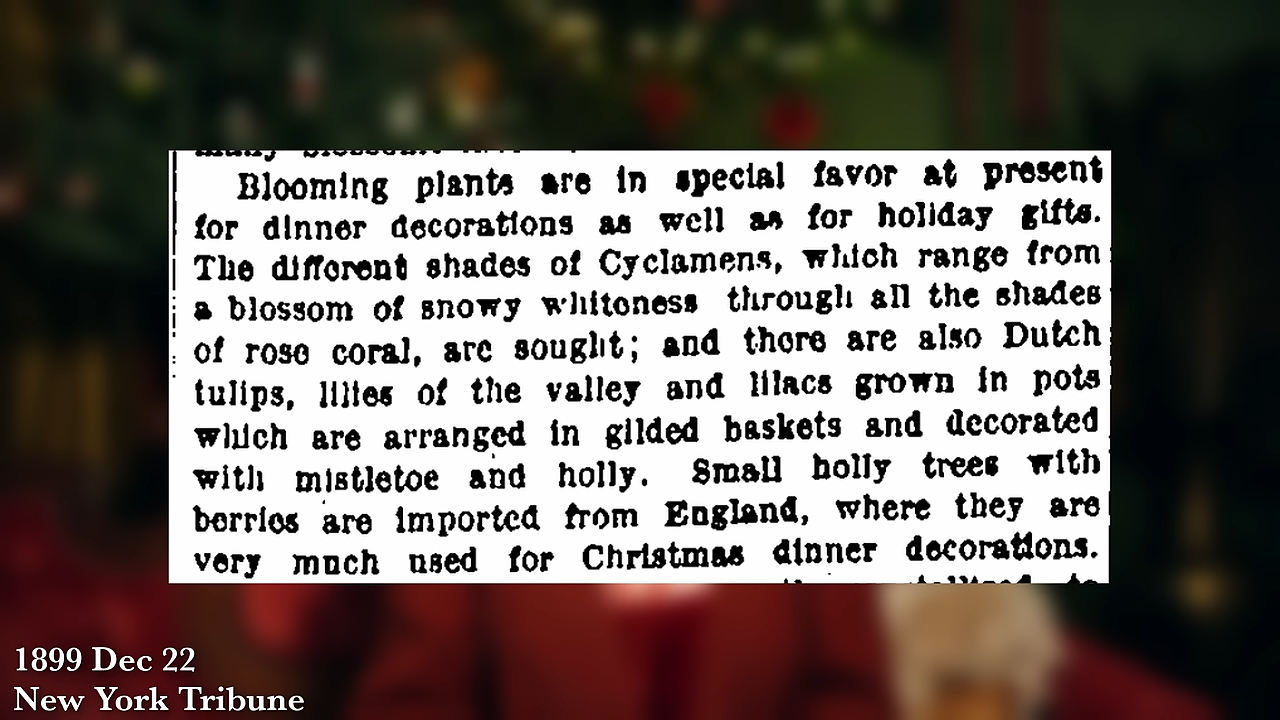 Blooming plants are in special favor at present
for dinner decorations as well as for holiday gifts.
The different shades of Cyclamens, which range from
a blossom of snowy whiteness through all the shades
of rose coral, are sought; and there are also Dutch
tulips, lilies of the valley and lilacs grown in pots
which are arranged in gilded baskets and decorated
with mistletoe and holly. Small holly trees with
berries are imported from England, where they are
very much used for Christmas dinner decorations.
1899 Dec 22
New York Tribune